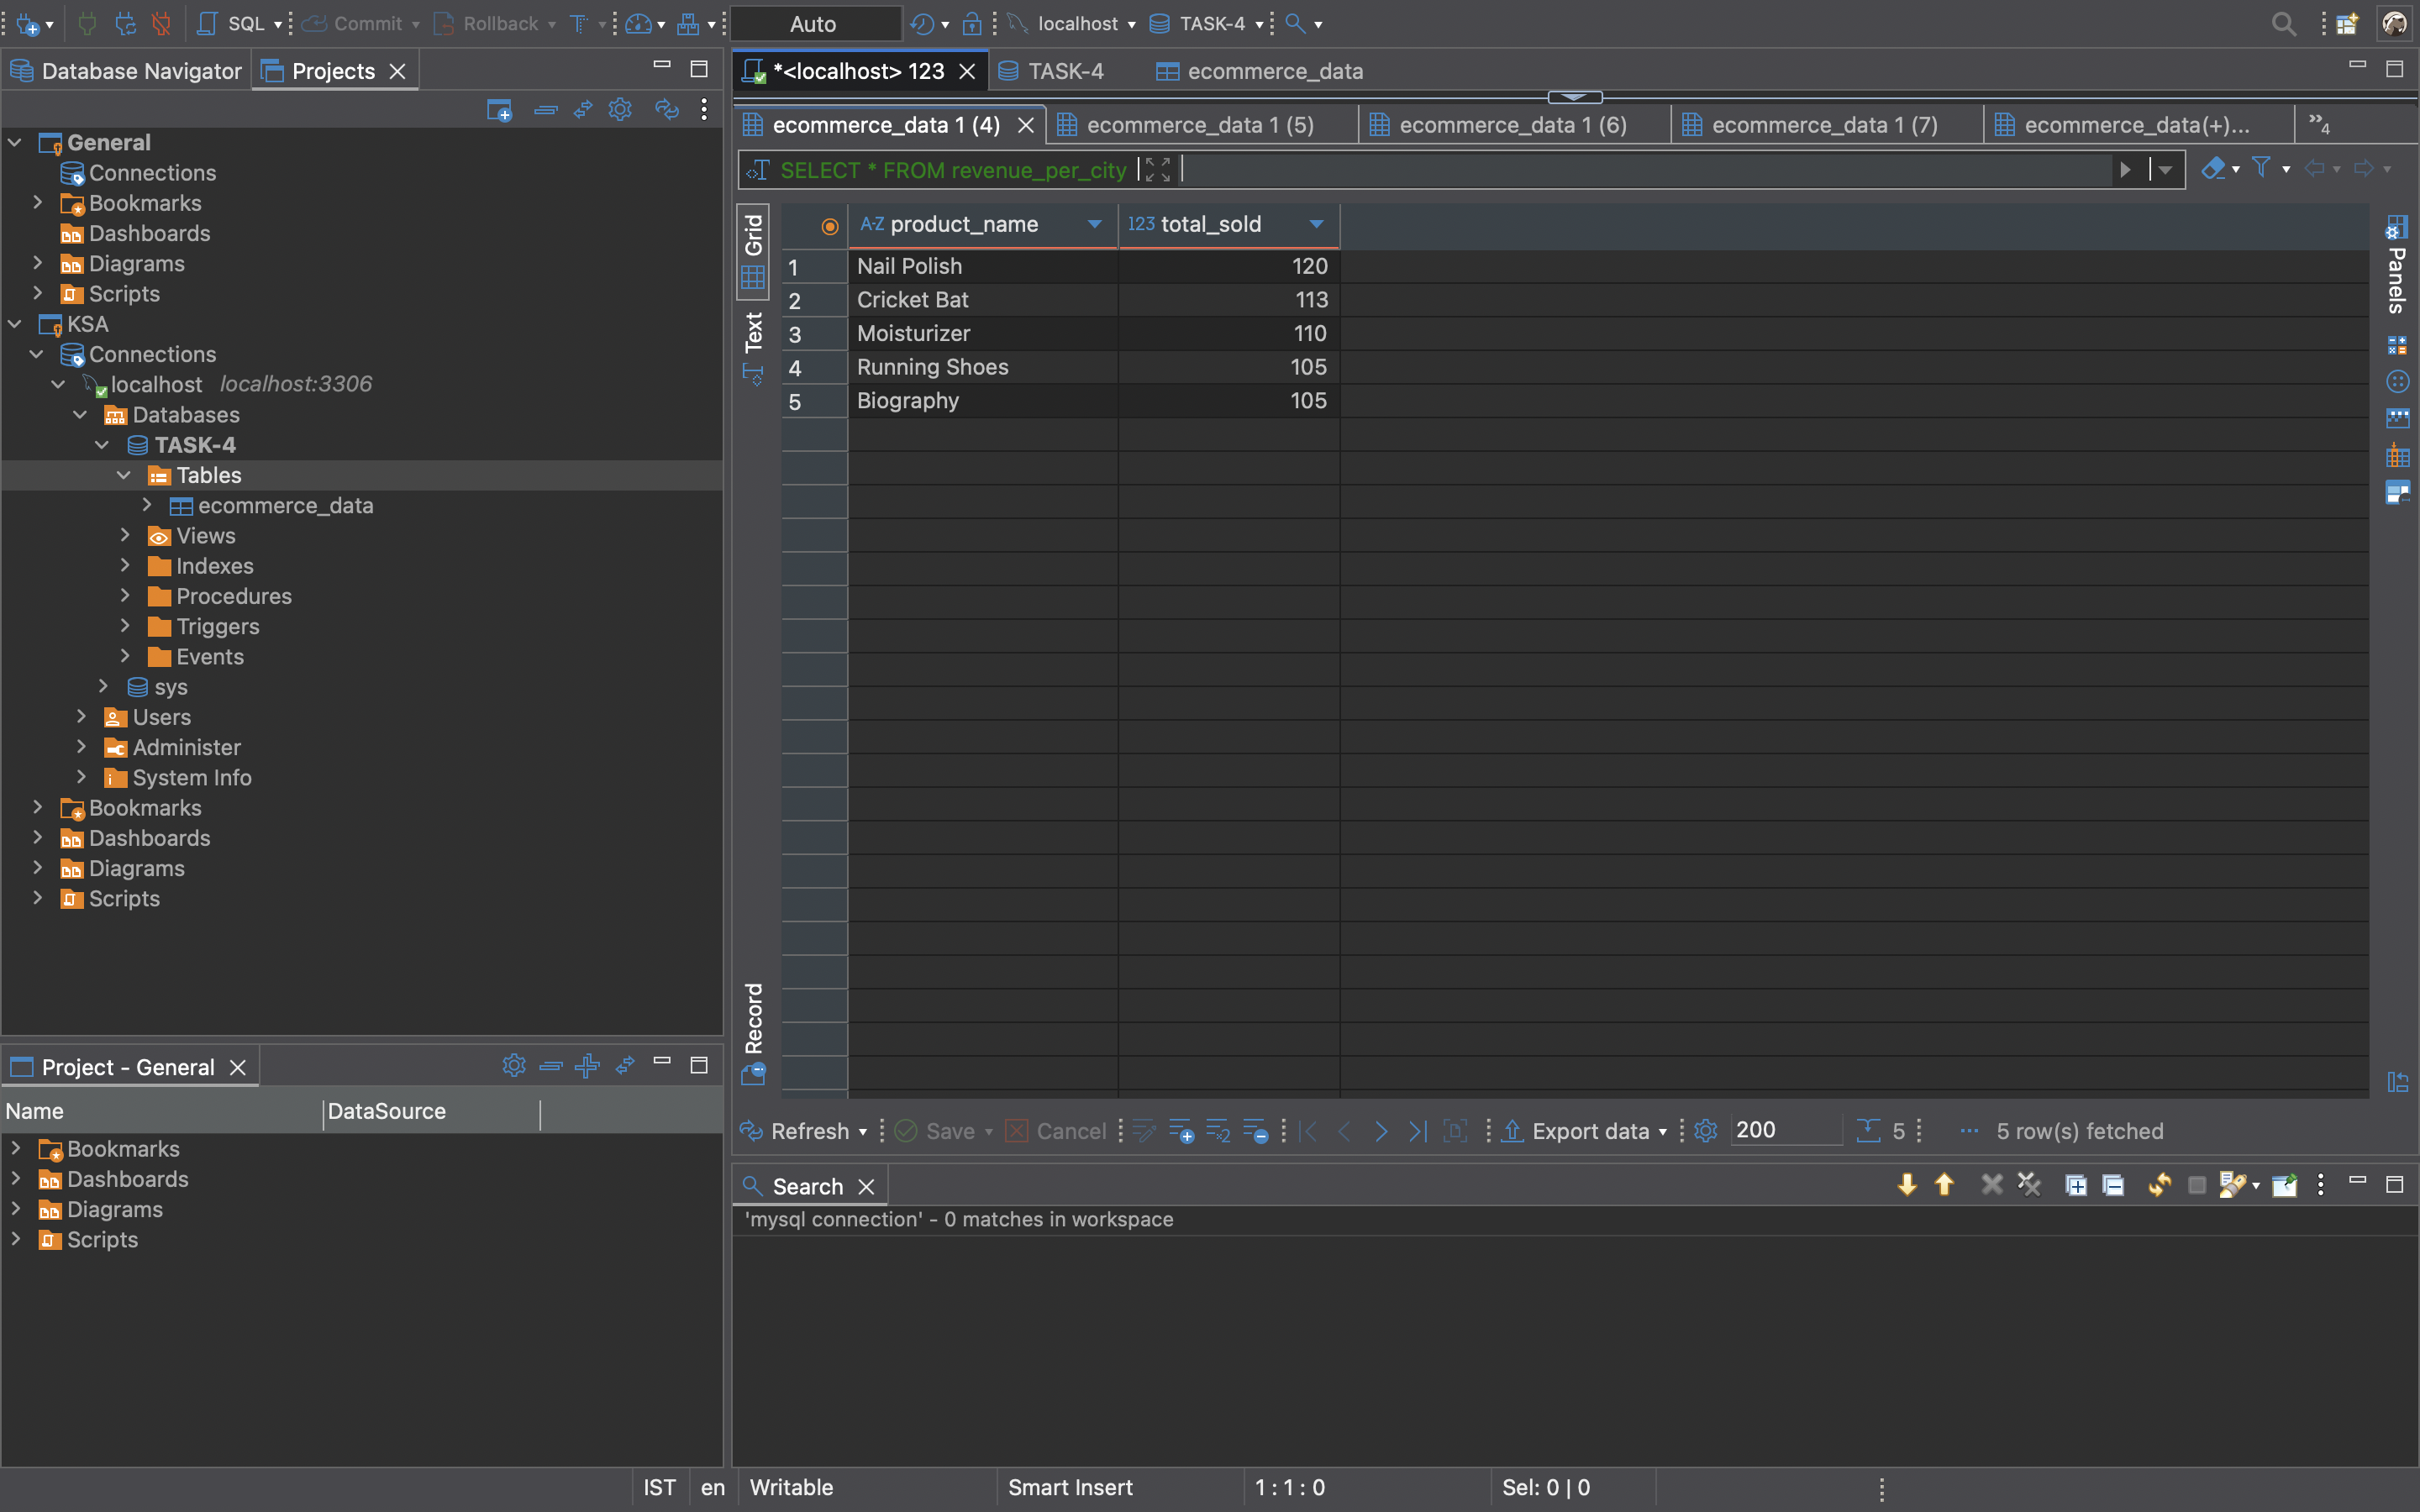 SQL Commit Rollback Auto localhost TASK-4
Database Navigator Projects
General
Connections
Bookmarks
Dashboards
Diagrams
Scripts
KSA
Connections
localhost localhost:3306
Databases
TASK-4
Tables
ecommerce_data
Views
Indexes
Procedures
Triggers
Events
sys
Users
Administer
System Info
Bookmarks
Dashboards
Diagrams
Scripts
Project - General
Name DataSource
Bookmarks
Dashboards
Diagrams
Scripts
*<localhost> 123 TASK-4 ecommerce_data
ecommerce_data 1 (4) ecommerce_data 1 (5) ecommerce_data 1 (6) ecommerce_data 1 (7) ecommerce_data(+)... »4
SELECT * FROM revenue_per_city
Grid
Text
Record
A-Z product_name 123 total_sold
1 Nail Polish 120
2 Cricket Bat 113
3 Moisturizer 110
4 Running Shoes 105
5 Biography 105
Panels
Refresh Save Cancel Export data 200 5 ... 5 row(s) fetched
Search
'mysql connection' - 0 matches in workspace
IST en Writable Smart Insert 1 : 1 : 0 Sel: 0 | 0